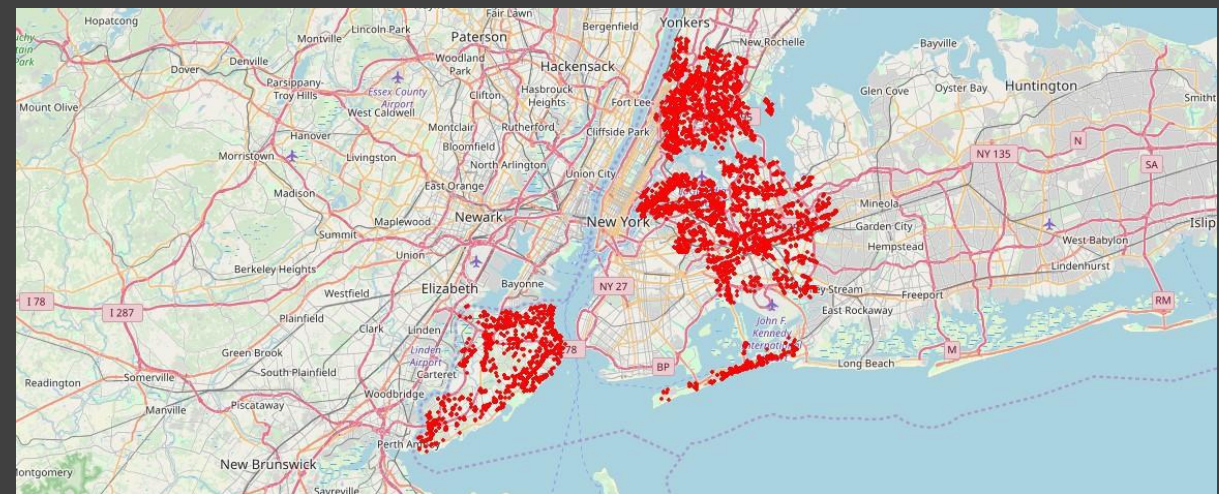 Hopatcong
Lincoln Park
Fair Lawn
Bergenfield
Yonkers
Montville
Paterson
New Rochelle
Bayville
Denville
Dover
Woodland
Park
Hackensack
Parsippany-
Troy Hills
Essex County
Airport
Clifton
Hasbrouck
Heights
Fort Lee
Glen Cove
Oyster Bay
Huntington
Mount Olive
West Caldwell
Montclair
Rutherford
Cliffside Park
Hanover
Bloomfield
Morristown
Livingston
North Arlington
Union City
NY 135
N
SA
Madison
East Orange
Mineola
Maplewood
Newark
New York
Garden City
Summit
Union
Hempstead
West Babylon
Islip
Berkeley Heights
Lindenhurst
Westfield
Elizabeth
Bayonne
NY 27
Freeport
I 78
I 287
Plainfield
Clark
Linden
East Rockaway
RM
John F.
Kennedy
International
Green Brook
Linden
Airport
278
M
South Plainfield
Carteret
BP
Long Beach
Readington
Somerville
Woodbridge
Manville
Piscataway
New Brunswick
Sayreville